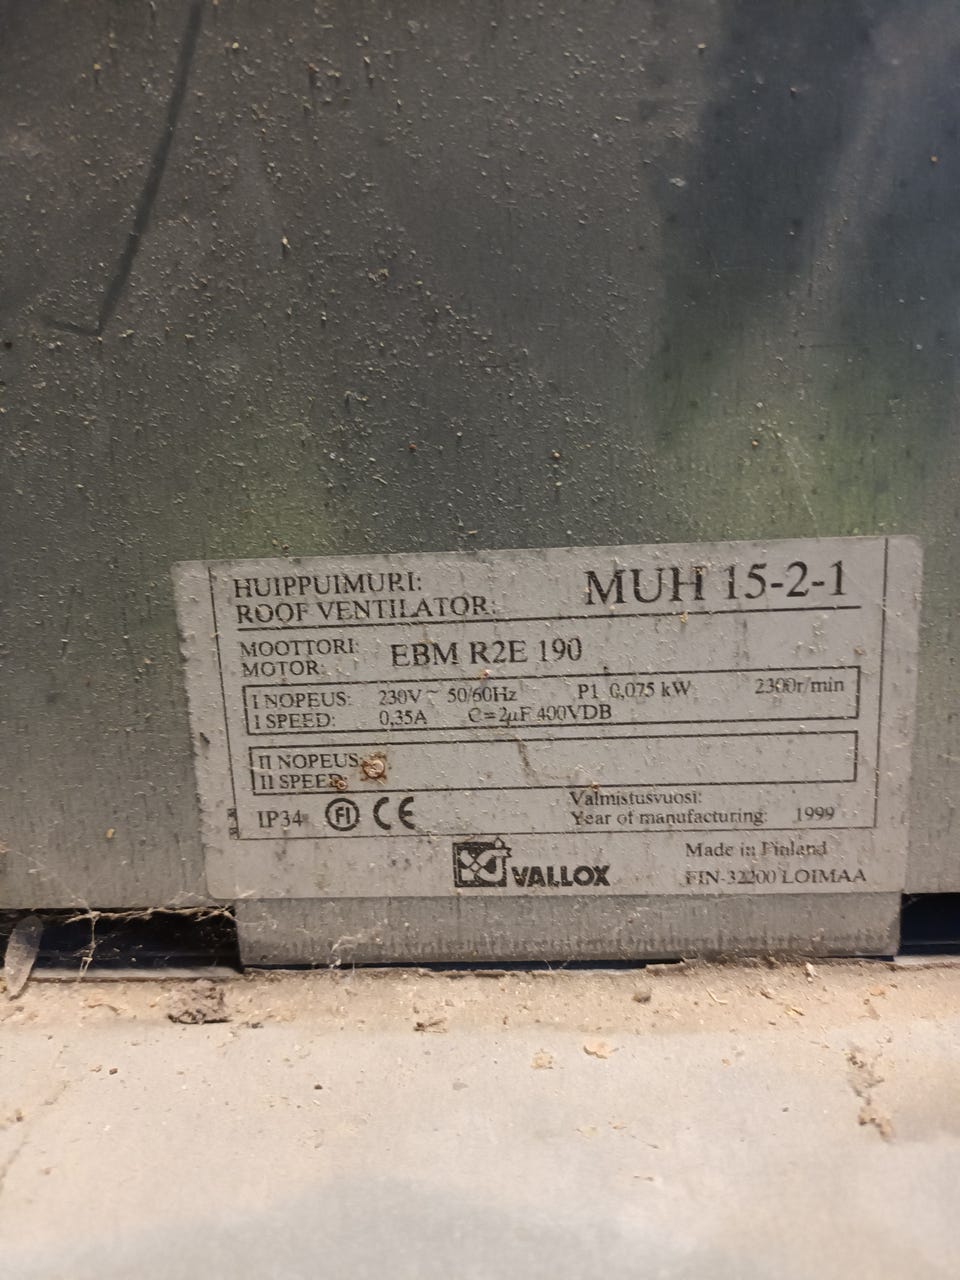 HUIPPUIMURI: MUH 15-2-1
ROOF VENTILATOR:
MOOTTORI: EBM R2E 190
MOTOR:
I NOPEUS: 230V ~ 50/60Hz P1 0,075 kW 2300r/min
I SPEED: 0,35A C=2µF 400VDB
II NOPEUS:
II SPEED:
IP34 FI CE
Valmistusvuosi:
Year of manufacturing: 1999
VALLOX
Made in Finland
FIN-32200 LOIMAA